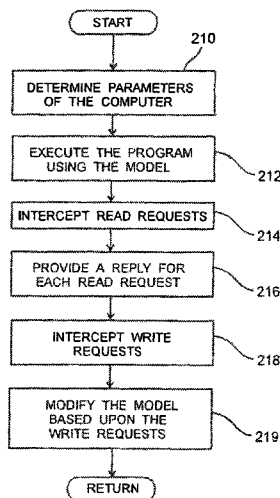 START
210
DETERMINE PARAMETERS
OF THE COMPUTER
EXECUTE THE PROGRAM
USING THE MODEL
212
INTERCEPT READ REQUESTS
214
PROVIDE A REPLY FOR
EACH READ REQUEST
216
INTERCEPT WRITE
REQUESTS
218
MODIFY THE MODEL
BASED UPON THE
WRITE REQUESTS
219
RETURN